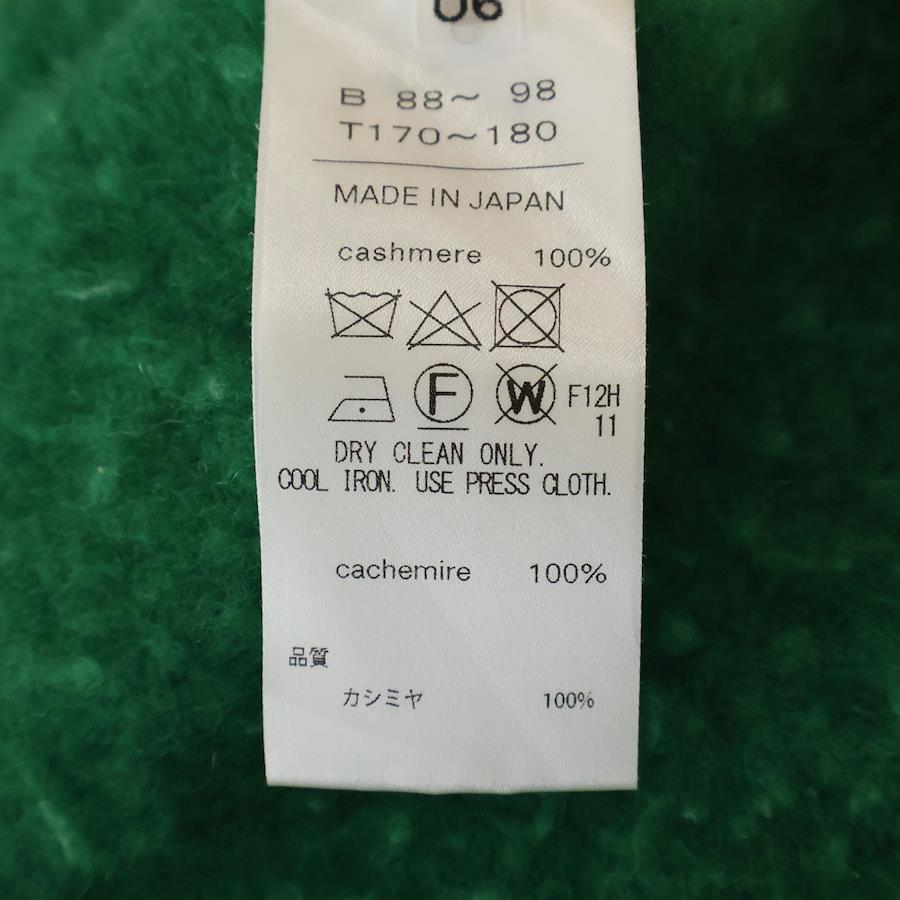 06
B 88～ 98
T170～180
MADE IN JAPAN
cashmere 100%
F W F12H
11
DRY CLEAN ONLY.
COOL IRON. USE PRESS CLOTH.
cachemire 100%
品質
カシミヤ 100%